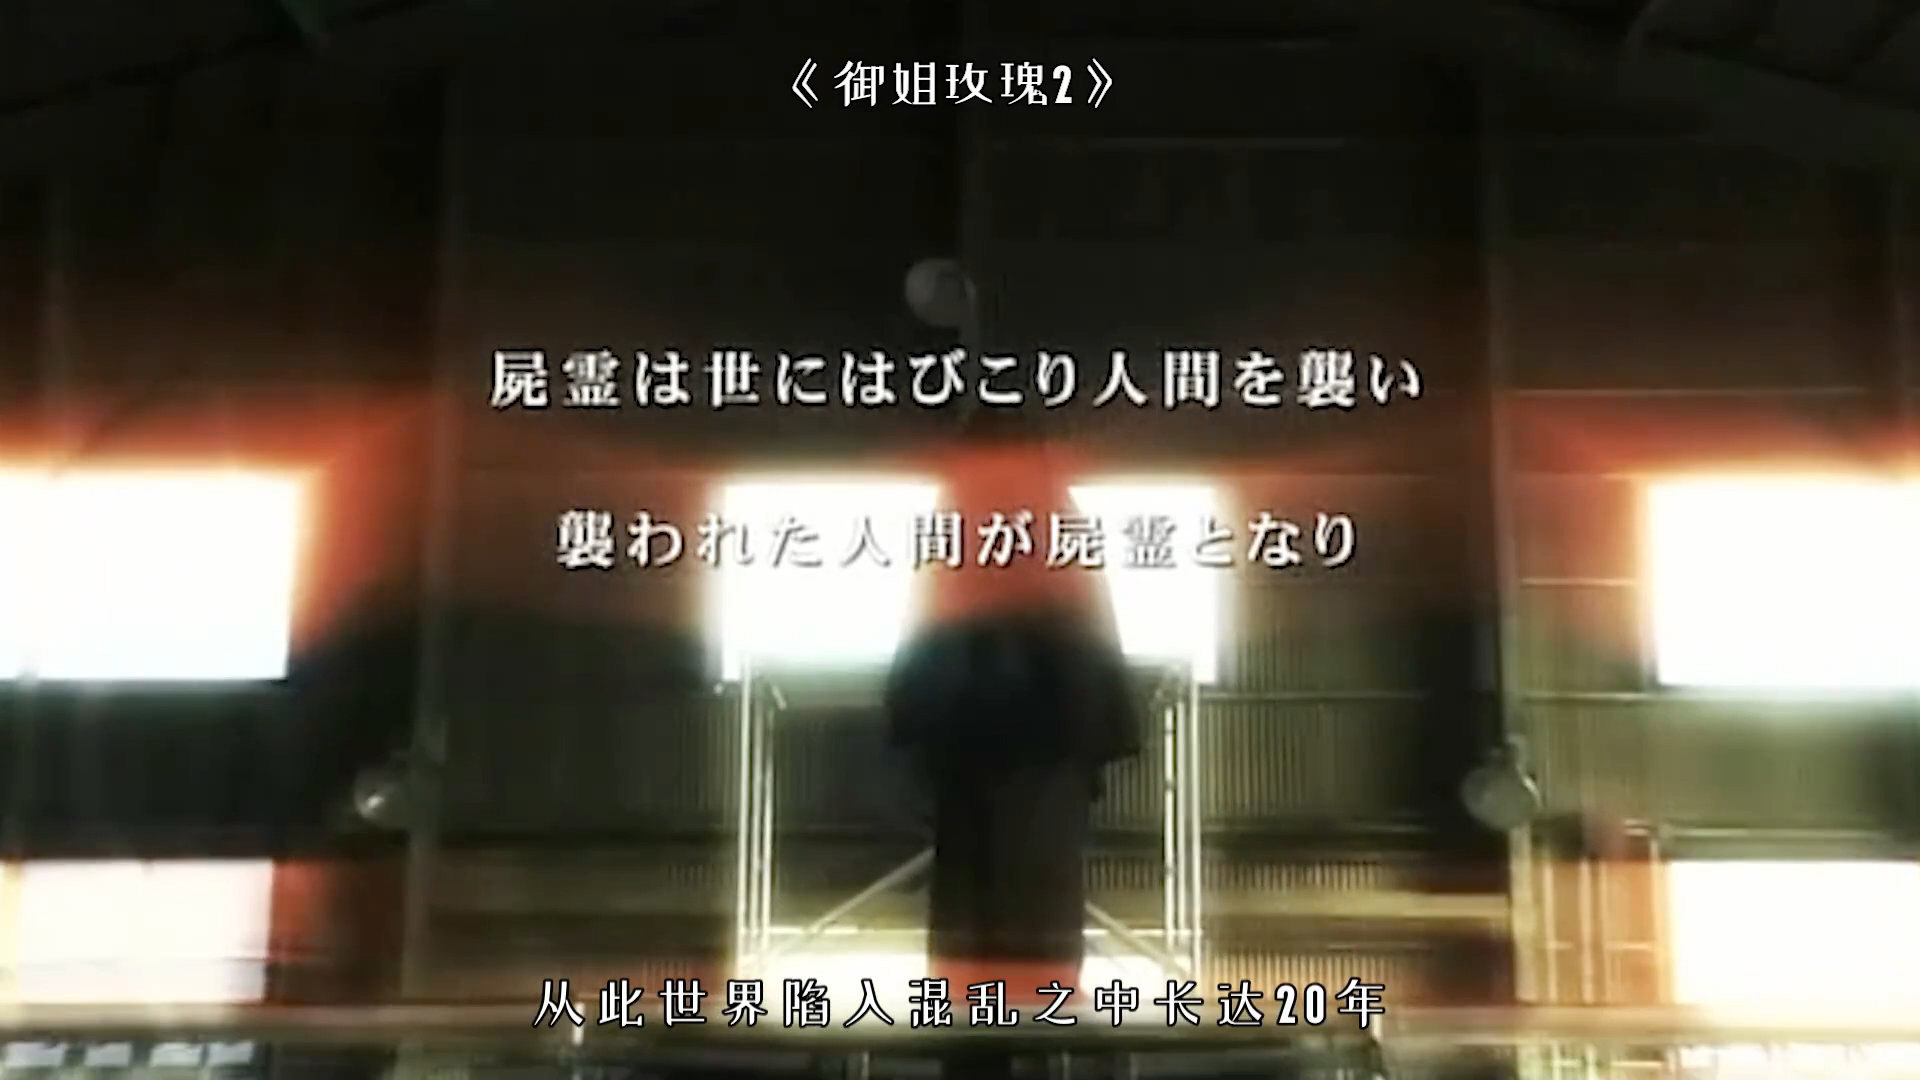 《御姐玫瑰2》
屍霊は世にはびこり人間を襲い
襲われた人間が屍霊となり
从此世界陷入混乱之中长达20年